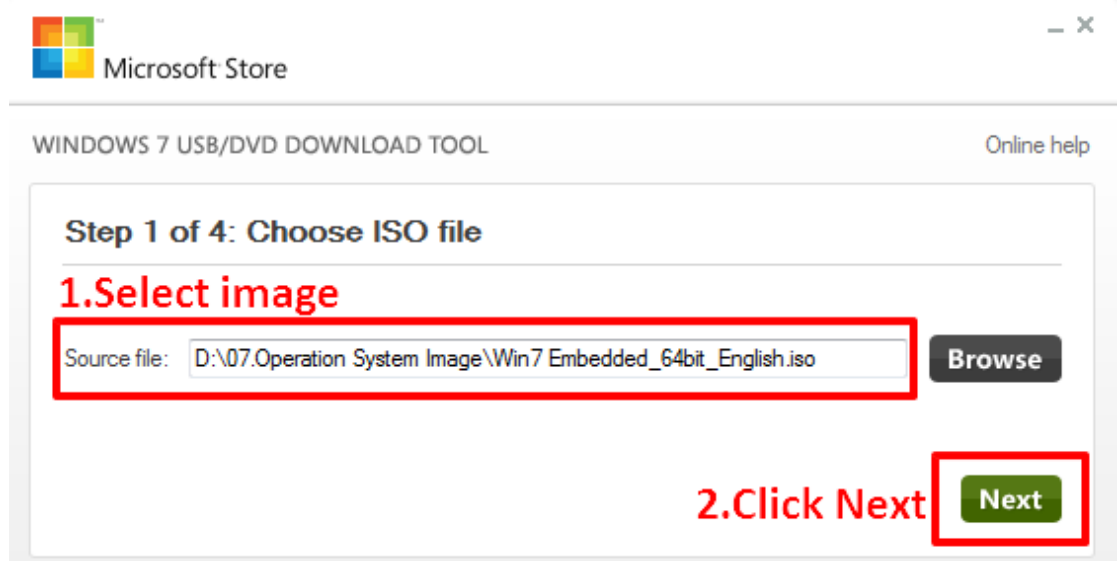 Microsoft Store
WINDOWS 7 USB/DVD DOWNLOAD TOOL
Online help
Step 1 of 4: Choose ISO file
1.Select image
Source file: D:\07.Operation System Image\Win7 Embedded_64bit_English.iso
Browse
2.Click Next
Next